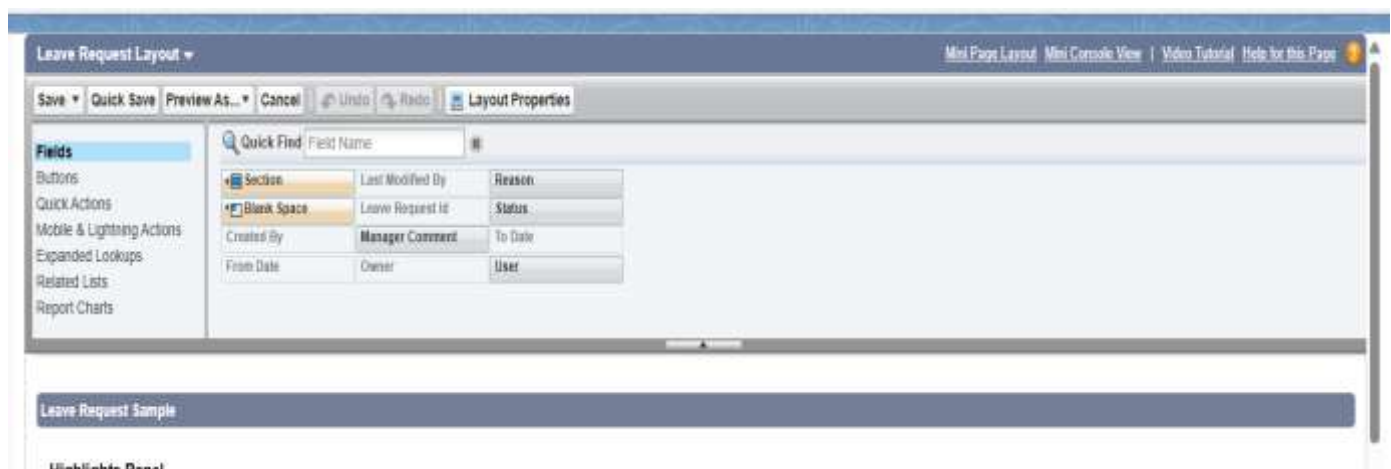 Leave Request Layout
Mini Page Layout Mini Console View | Video Tutorial Help for this Page
Save Quick Save Preview As... Cancel Undo Redo Layout Properties
Fields
Buttons
Quick Actions
Mobile & Lightning Actions
Expanded Lookups
Related Lists
Report Charts
Quick Find Field Name
Section Last Modified By Reason
Blank Space Leave Request Id Status
Created By Manager Comment To Date
From Date Owner User
Leave Request Sample
Highlights Panel